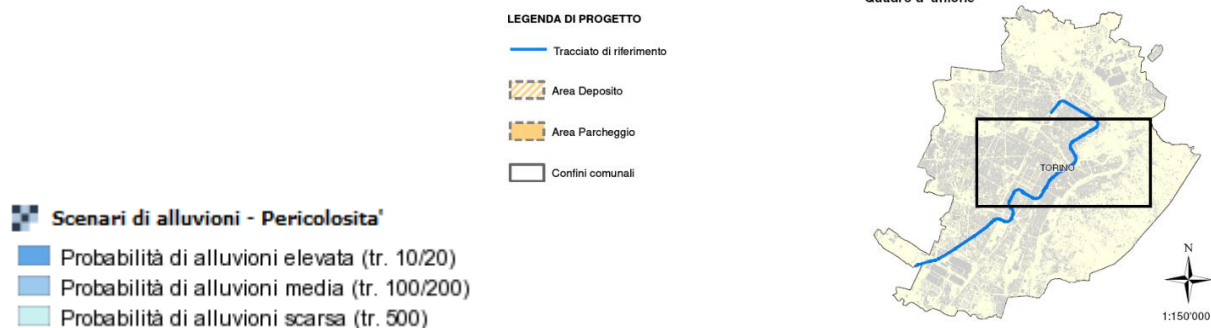 Quadro d'unione
LEGENDA DI PROGETTO
Tracciato di riferimento
Area Deposito
Area Parcheggio
Confini comunali
TORINO
N
1:150'000
Scenari di alluvioni - Pericolosita'
Probabilità di alluvioni elevata (tr. 10/20)
Probabilità di alluvioni media (tr. 100/200)
Probabilità di alluvioni scarsa (tr. 500)